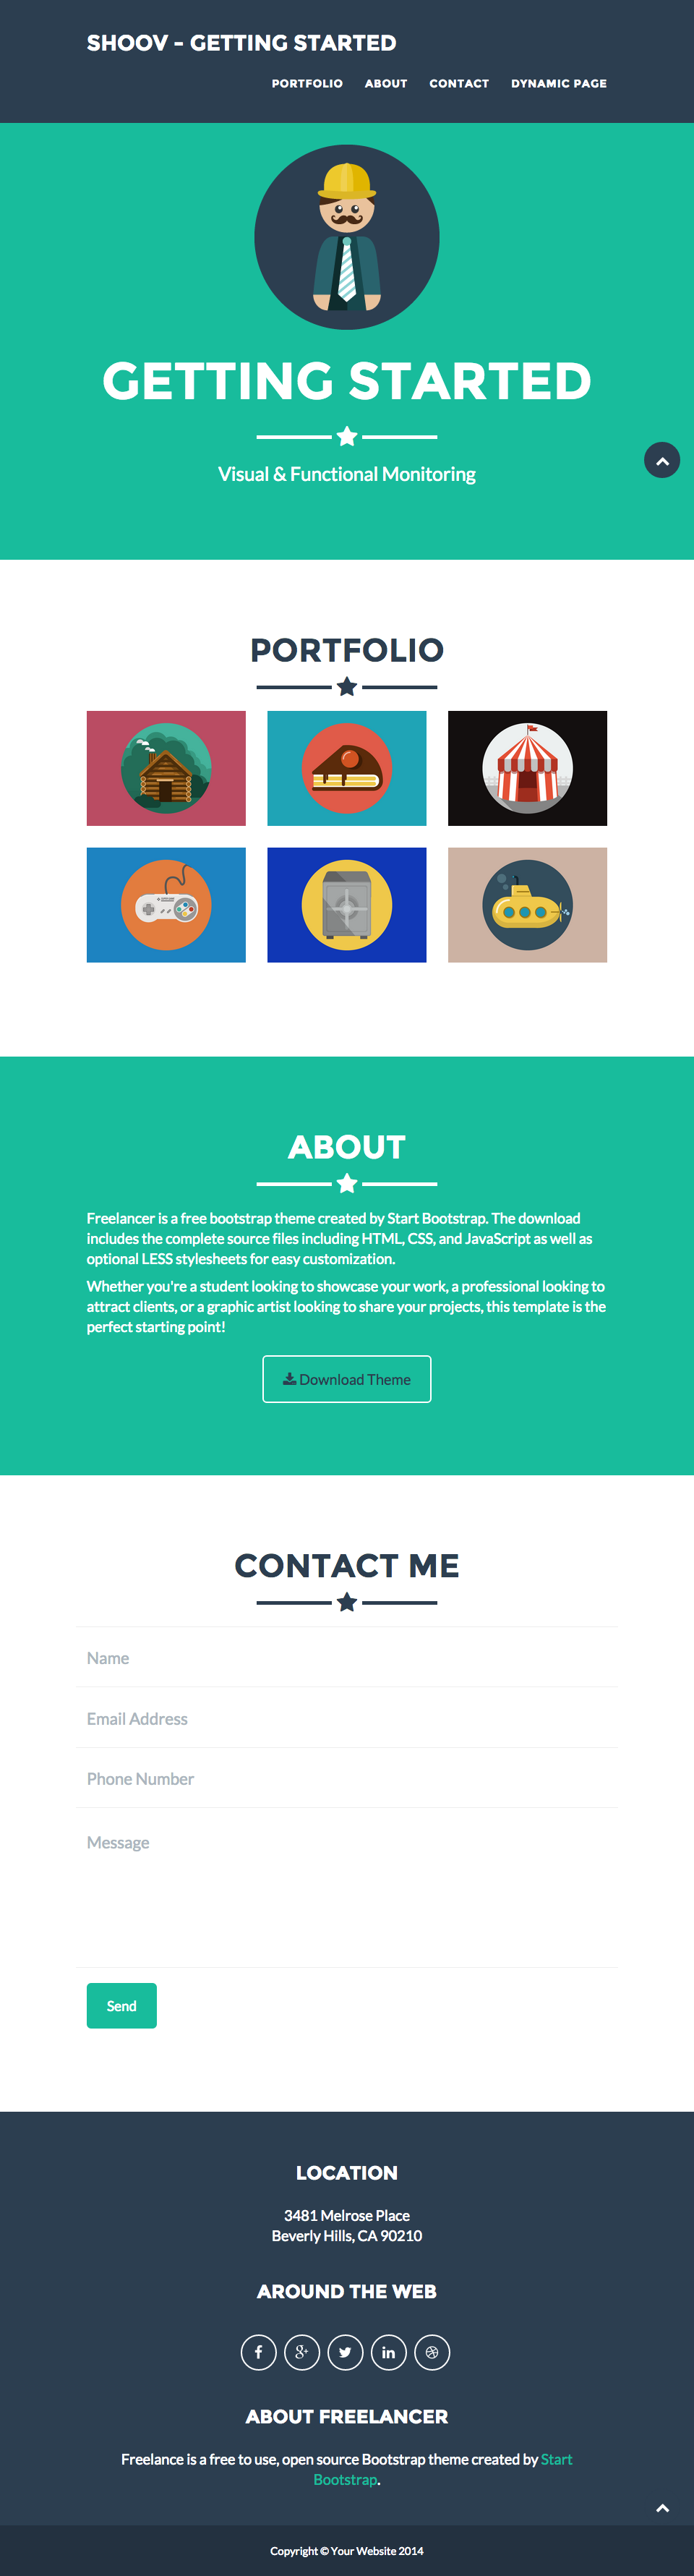 SHOOV - GETTING STARTED
PORTFOLIO ABOUT CONTACT DYNAMIC PAGE
GETTING STARTED
Visual & Functional Monitoring
PORTFOLIO
ABOUT
Freelancer is a free bootstrap theme created by Start Bootstrap. The download
includes the complete source files including HTML, CSS, and JavaScript as well as
optional LESS stylesheets for easy customization.
Whether you're a student looking to showcase your work, a professional looking to
attract clients, or a graphic artist looking to share your projects, this template is the
perfect starting point!
Download Theme
CONTACT ME
Name
Email Address
Phone Number
Message
Send
LOCATION
3481 Melrose Place
Beverly Hills, CA 90210
AROUND THE WEB
ABOUT FREELANCER
Freelance is a free to use, open source Bootstrap theme created by Start
Bootstrap.
Copyright © Your Website 2014